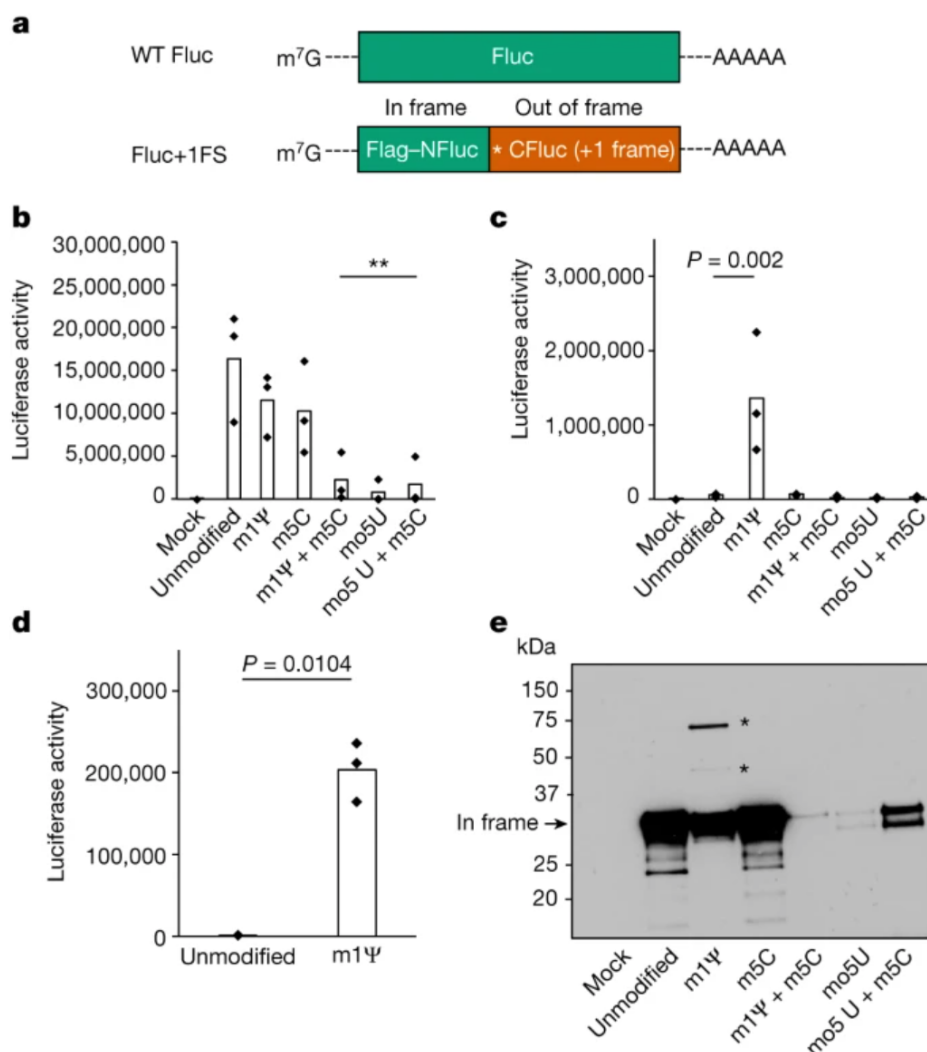 a
WT Fluc
m⁷G
Fluc
AAAAA
In frame
Out of frame
Fluc+1FS
m⁷G
Flag–NFluc
* CFluc (+1 frame)
AAAAA
b
Luciferase activity
30,000,000
25,000,000
20,000,000
15,000,000
10,000,000
5,000,000
0
**
Mock
Unmodified
m1Ψ
m5C
m1Ψ + m5C
mo5U
mo5 U + m5C
c
Luciferase activity
3,000,000
2,000,000
1,000,000
0
P = 0.002
Mock
Unmodified
m1Ψ
m5C
m1Ψ + m5C
mo5U
mo5 U + m5C
d
Luciferase activity
300,000
200,000
100,000
0
P = 0.0104
Unmodified
m1Ψ
e
kDa
150
75
50
37
In frame
25
20
*
*
Mock
Unmodified
m1Ψ
m5C
m1Ψ + m5C
mo5U
mo5 U + m5C